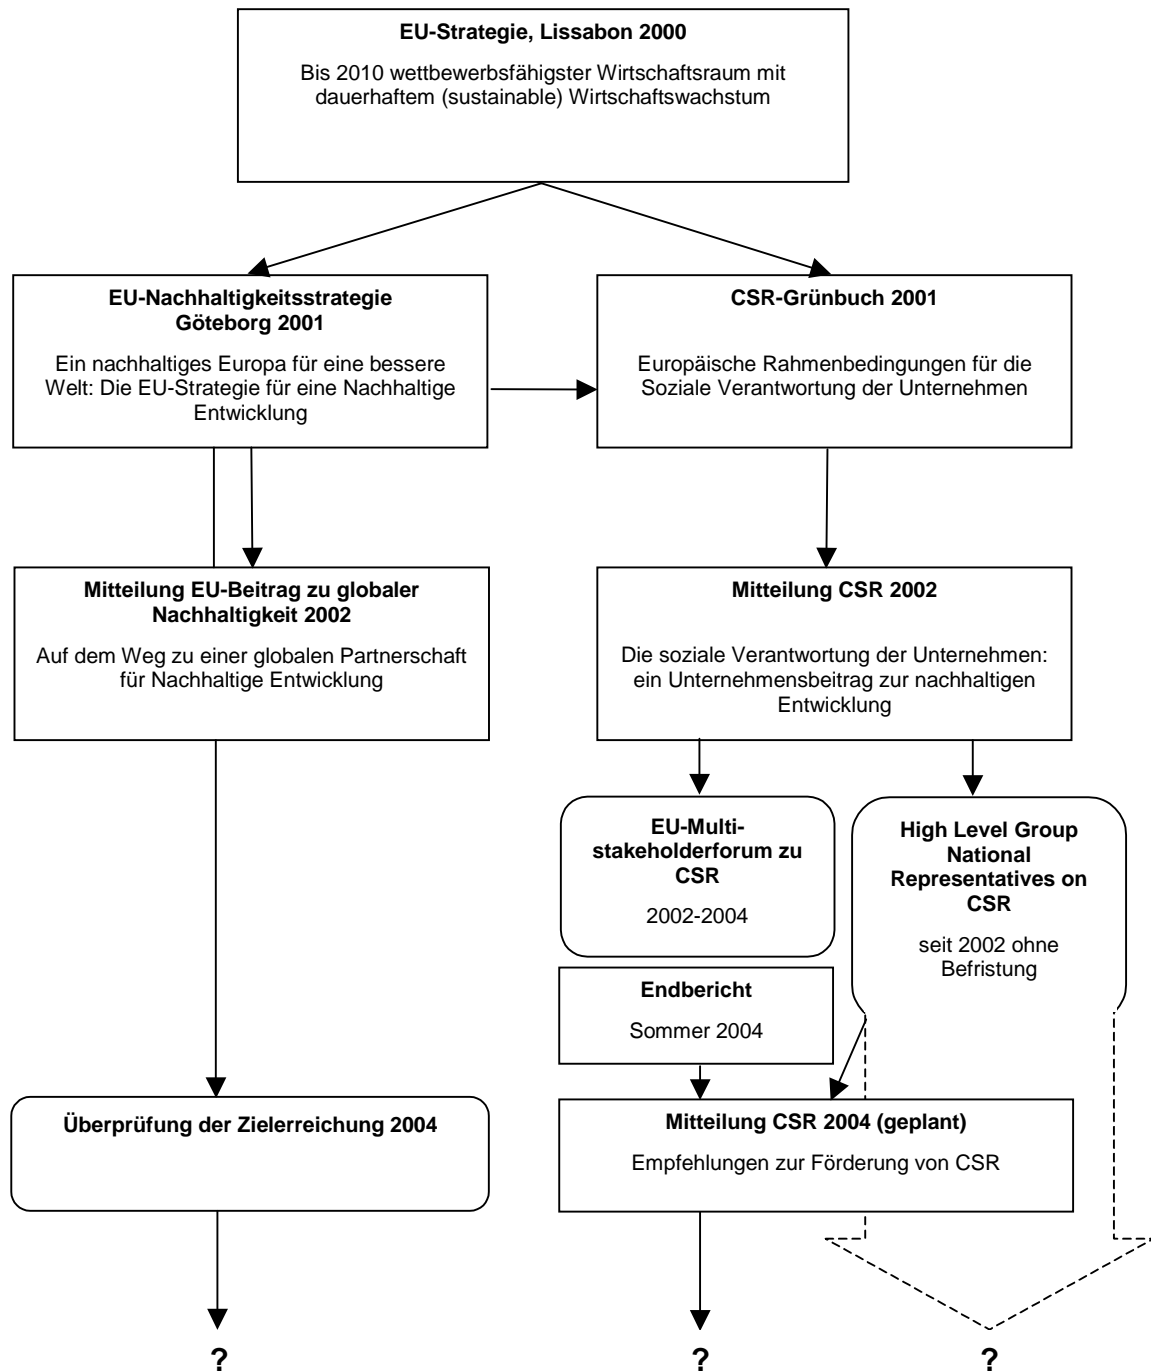 EU-Strategie, Lissabon 2000
Bis 2010 wettbewerbsfähigster Wirtschaftsraum mit
dauerhaftem (sustainable) Wirtschaftswachstum
EU-Nachhaltigkeitsstrategie
Göteborg 2001
Ein nachhaltiges Europa für eine bessere
Welt: Die EU-Strategie für eine Nachhaltige
Entwicklung
CSR-Grünbuch 2001
Europäische Rahmenbedingungen für die
Soziale Verantwortung der Unternehmen
Mitteilung EU-Beitrag zu globaler
Nachhaltigkeit 2002
Auf dem Weg zu einer globalen Partnerschaft
für Nachhaltige Entwicklung
Mitteilung CSR 2002
Die soziale Verantwortung der Unternehmen:
ein Unternehmensbeitrag zur nachhaltigen
Entwicklung
EU-Multi-
stakeholderforum zu
CSR
2002-2004
High Level Group
National
Representatives on
CSR
seit 2002 ohne
Befristung
Endbericht
Sommer 2004
Überprüfung der Zielerreichung 2004
Mitteilung CSR 2004 (geplant)
Empfehlungen zur Förderung von CSR
?
?
?